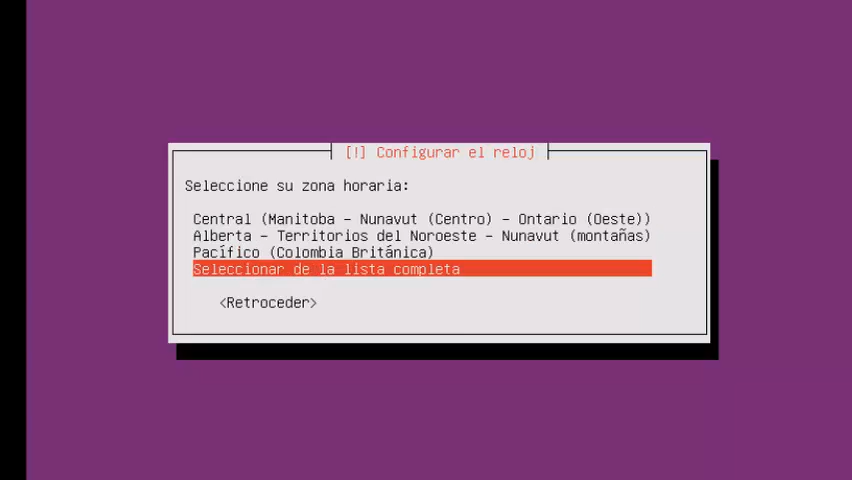 [!] Configurar el reloj
Seleccione su zona horaria:
Central (Manitoba - Nunavut (Centro) - Ontario (Oeste))
Alberta - Territorios del Noroeste - Nunavut (montañas)
Pacífico (Colombia Británica)
Seleccionar de la lista completa
<Retroceder>